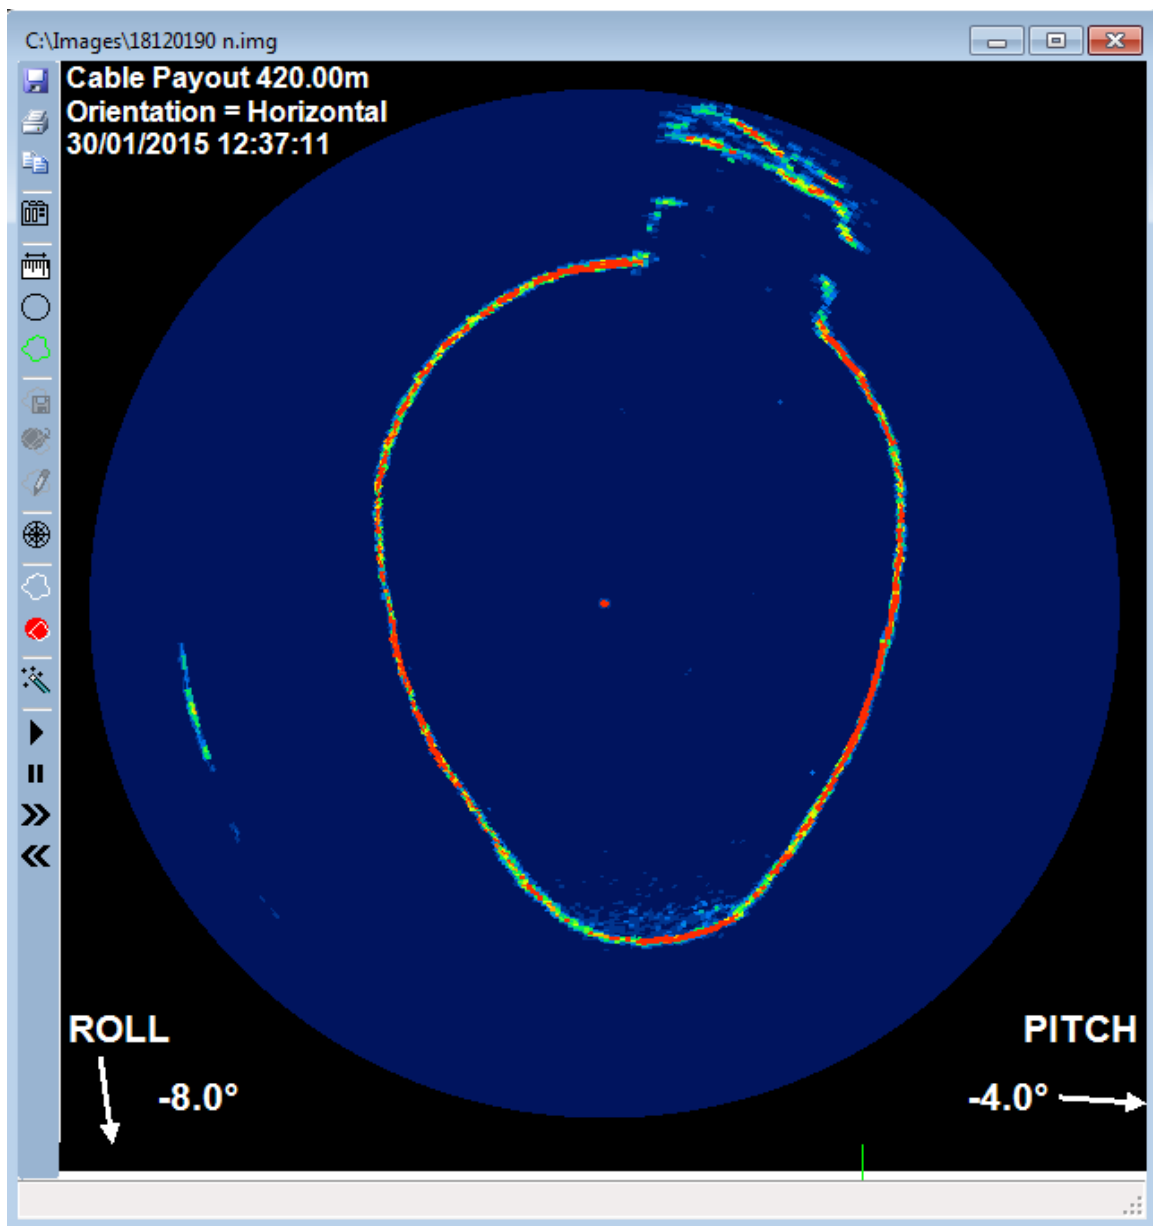 C:\Images\18120190 n.img
Cable Payout 420.00m
Orientation = Horizontal
30/01/2015 12:37:11
ROLL
PITCH
-8.0°
-4.0°